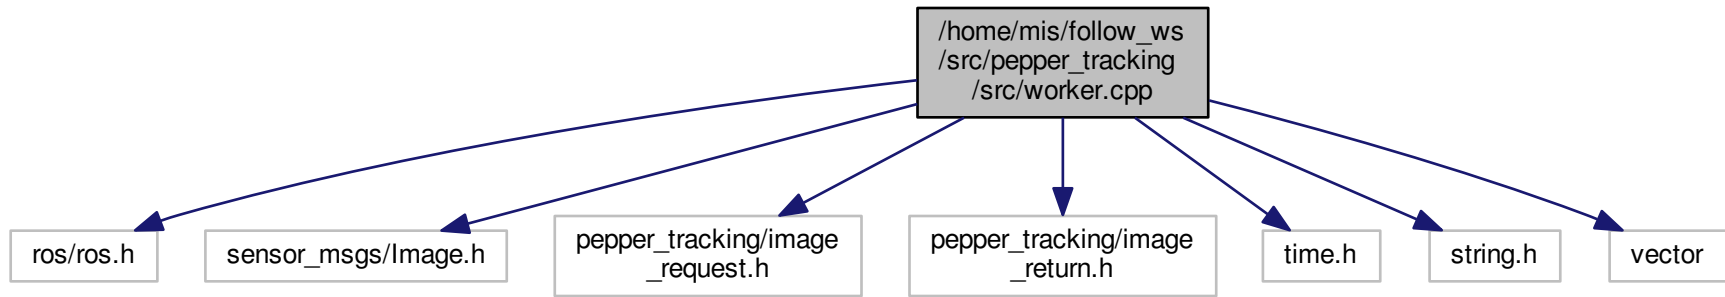 /home/mis/follow_ws
/src/pepper_tracking
/src/worker.cpp
ros/ros.h
sensor_msgs/Image.h
pepper_tracking/image
_request.h
pepper_tracking/image
_return.h
time.h
string.h
vector